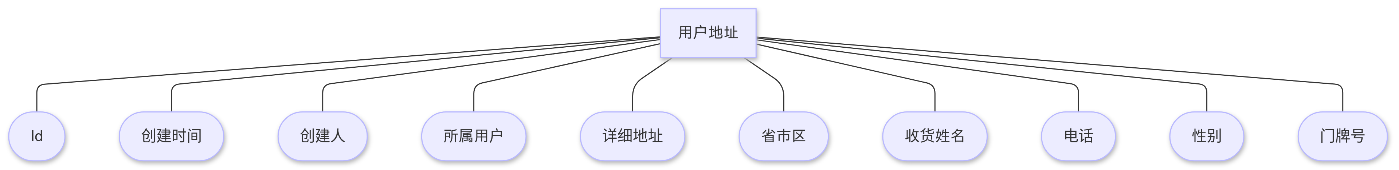 用户地址
Id
创建时间
创建人
所属用户
详细地址
省市区
收货姓名
电话
性别
门牌号